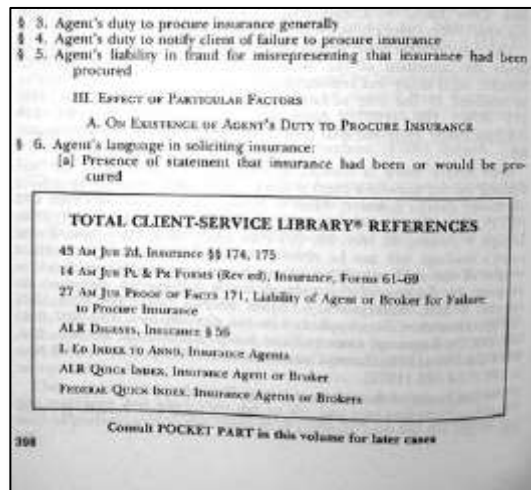 § 3. Agent's duty to procure insurance generally
§ 4. Agent's duty to notify client of failure to procure insurance
§ 5. Agent's liability in fraud for misrepresenting that insurance had been
procured
III. EFFECT OF PARTICULAR FACTORS
A. ON EXISTENCE OF AGENT'S DUTY TO PROCURE INSURANCE
§ 6. Agent's language in soliciting insurance:
[a] Presence of statement that insurance had been or would be pro-
cured
TOTAL CLIENT-SERVICE LIBRARY® REFERENCES
43 AM JUR 2d, Insurance §§ 174, 175
14 AM JUR PL & PR FORMS (Rev ed), Insurance, Forms 61–69
27 AM JUR PROOF OF FACTS 171, Liability of Agent or Broker for Failure
to Procure Insurance
ALR DIGESTS, Insurance § 56
L ED INDEX TO ANNO, Insurance Agents
ALR QUICK INDEX, Insurance Agent or Broker
FEDERAL QUICK INDEX, Insurance Agents or Brokers
Consult POCKET PART in this volume for later cases
398